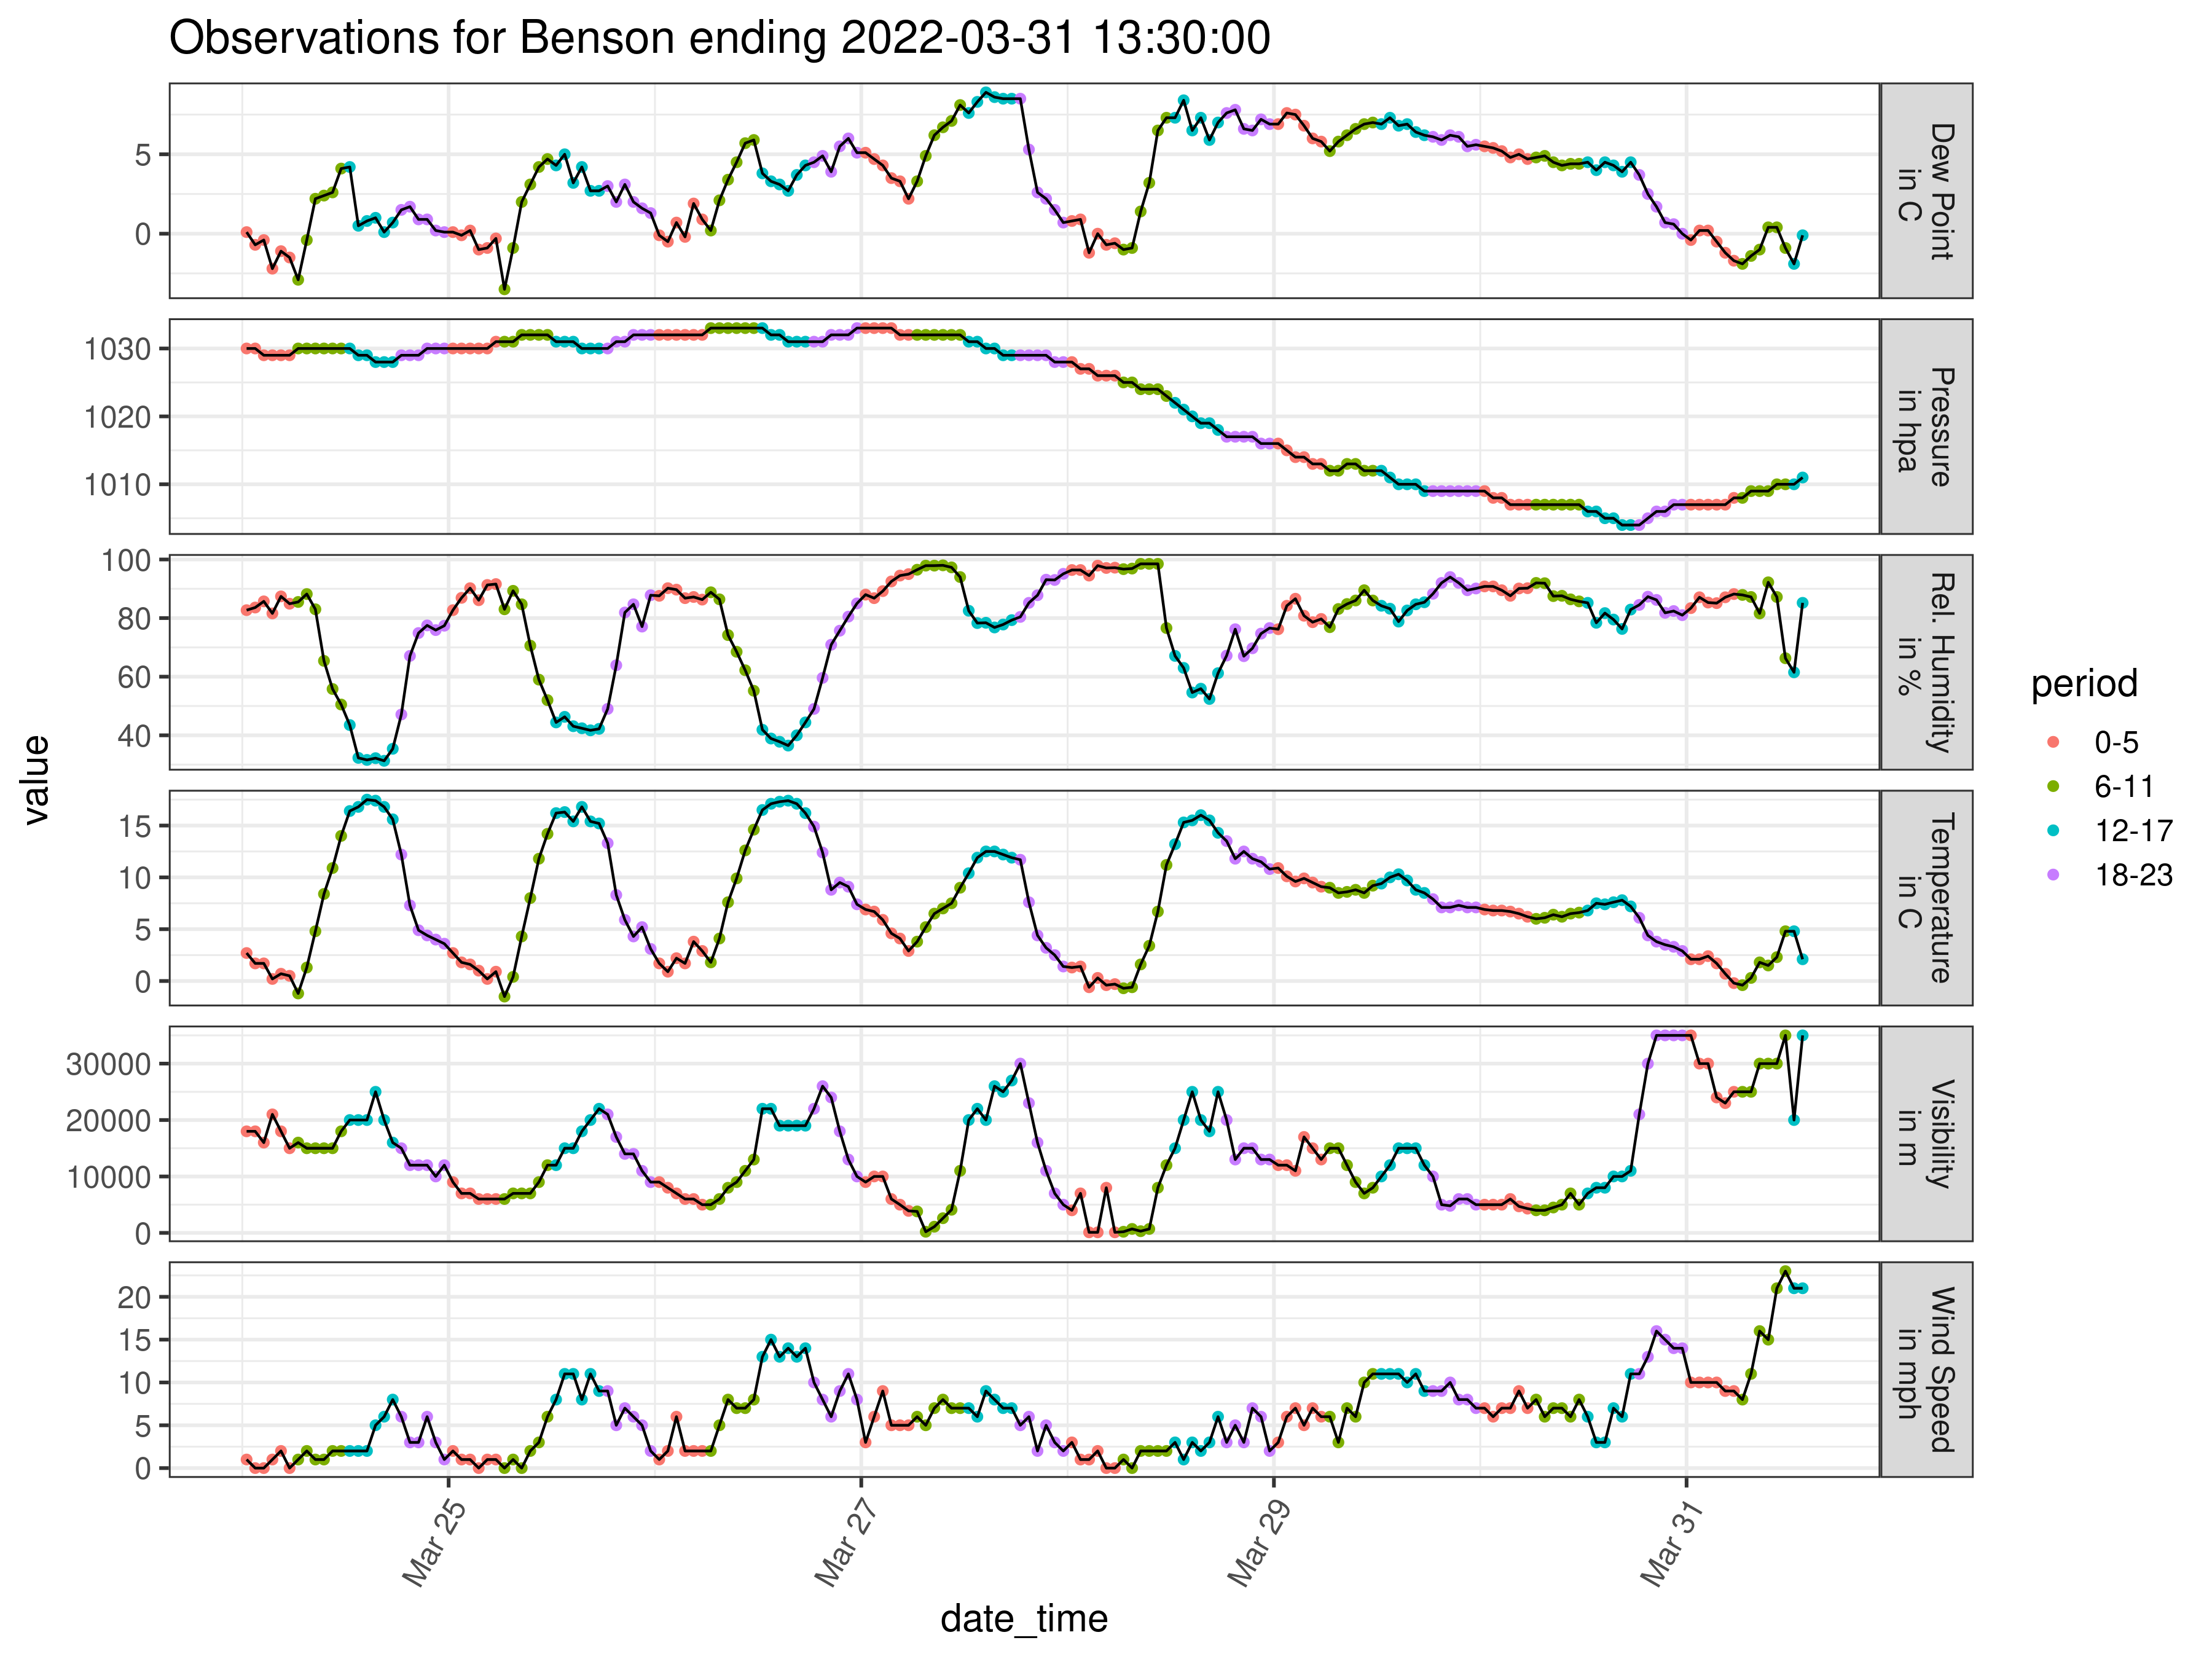 Observations for Benson ending 2022-03-31 13:30:00
value
5
0
Dew Point
in C
1030
1020
1010
Pressure
in hpa
100
80
60
40
Rel. Humidity
in %
15
10
5
0
Temperature
in C
30000
20000
10000
0
Visibility
in m
20
15
10
5
0
Wind Speed
in mph
Mar 25
Mar 27
Mar 29
Mar 31
date_time
period
0-5
6-11
12-17
18-23